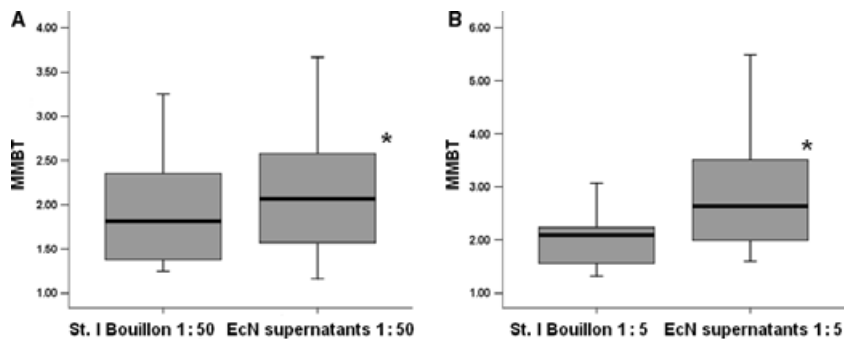 A
MMBT
4.00
3.50
3.00
2.50
2.00
1.50
1.00
*
St. I Bouillon 1:50
EcN supernatants 1:50
B
MMBT
6.00
5.00
4.00
3.00
2.00
1.00
*
St. I Bouillon 1:5
EcN supernatants 1:5